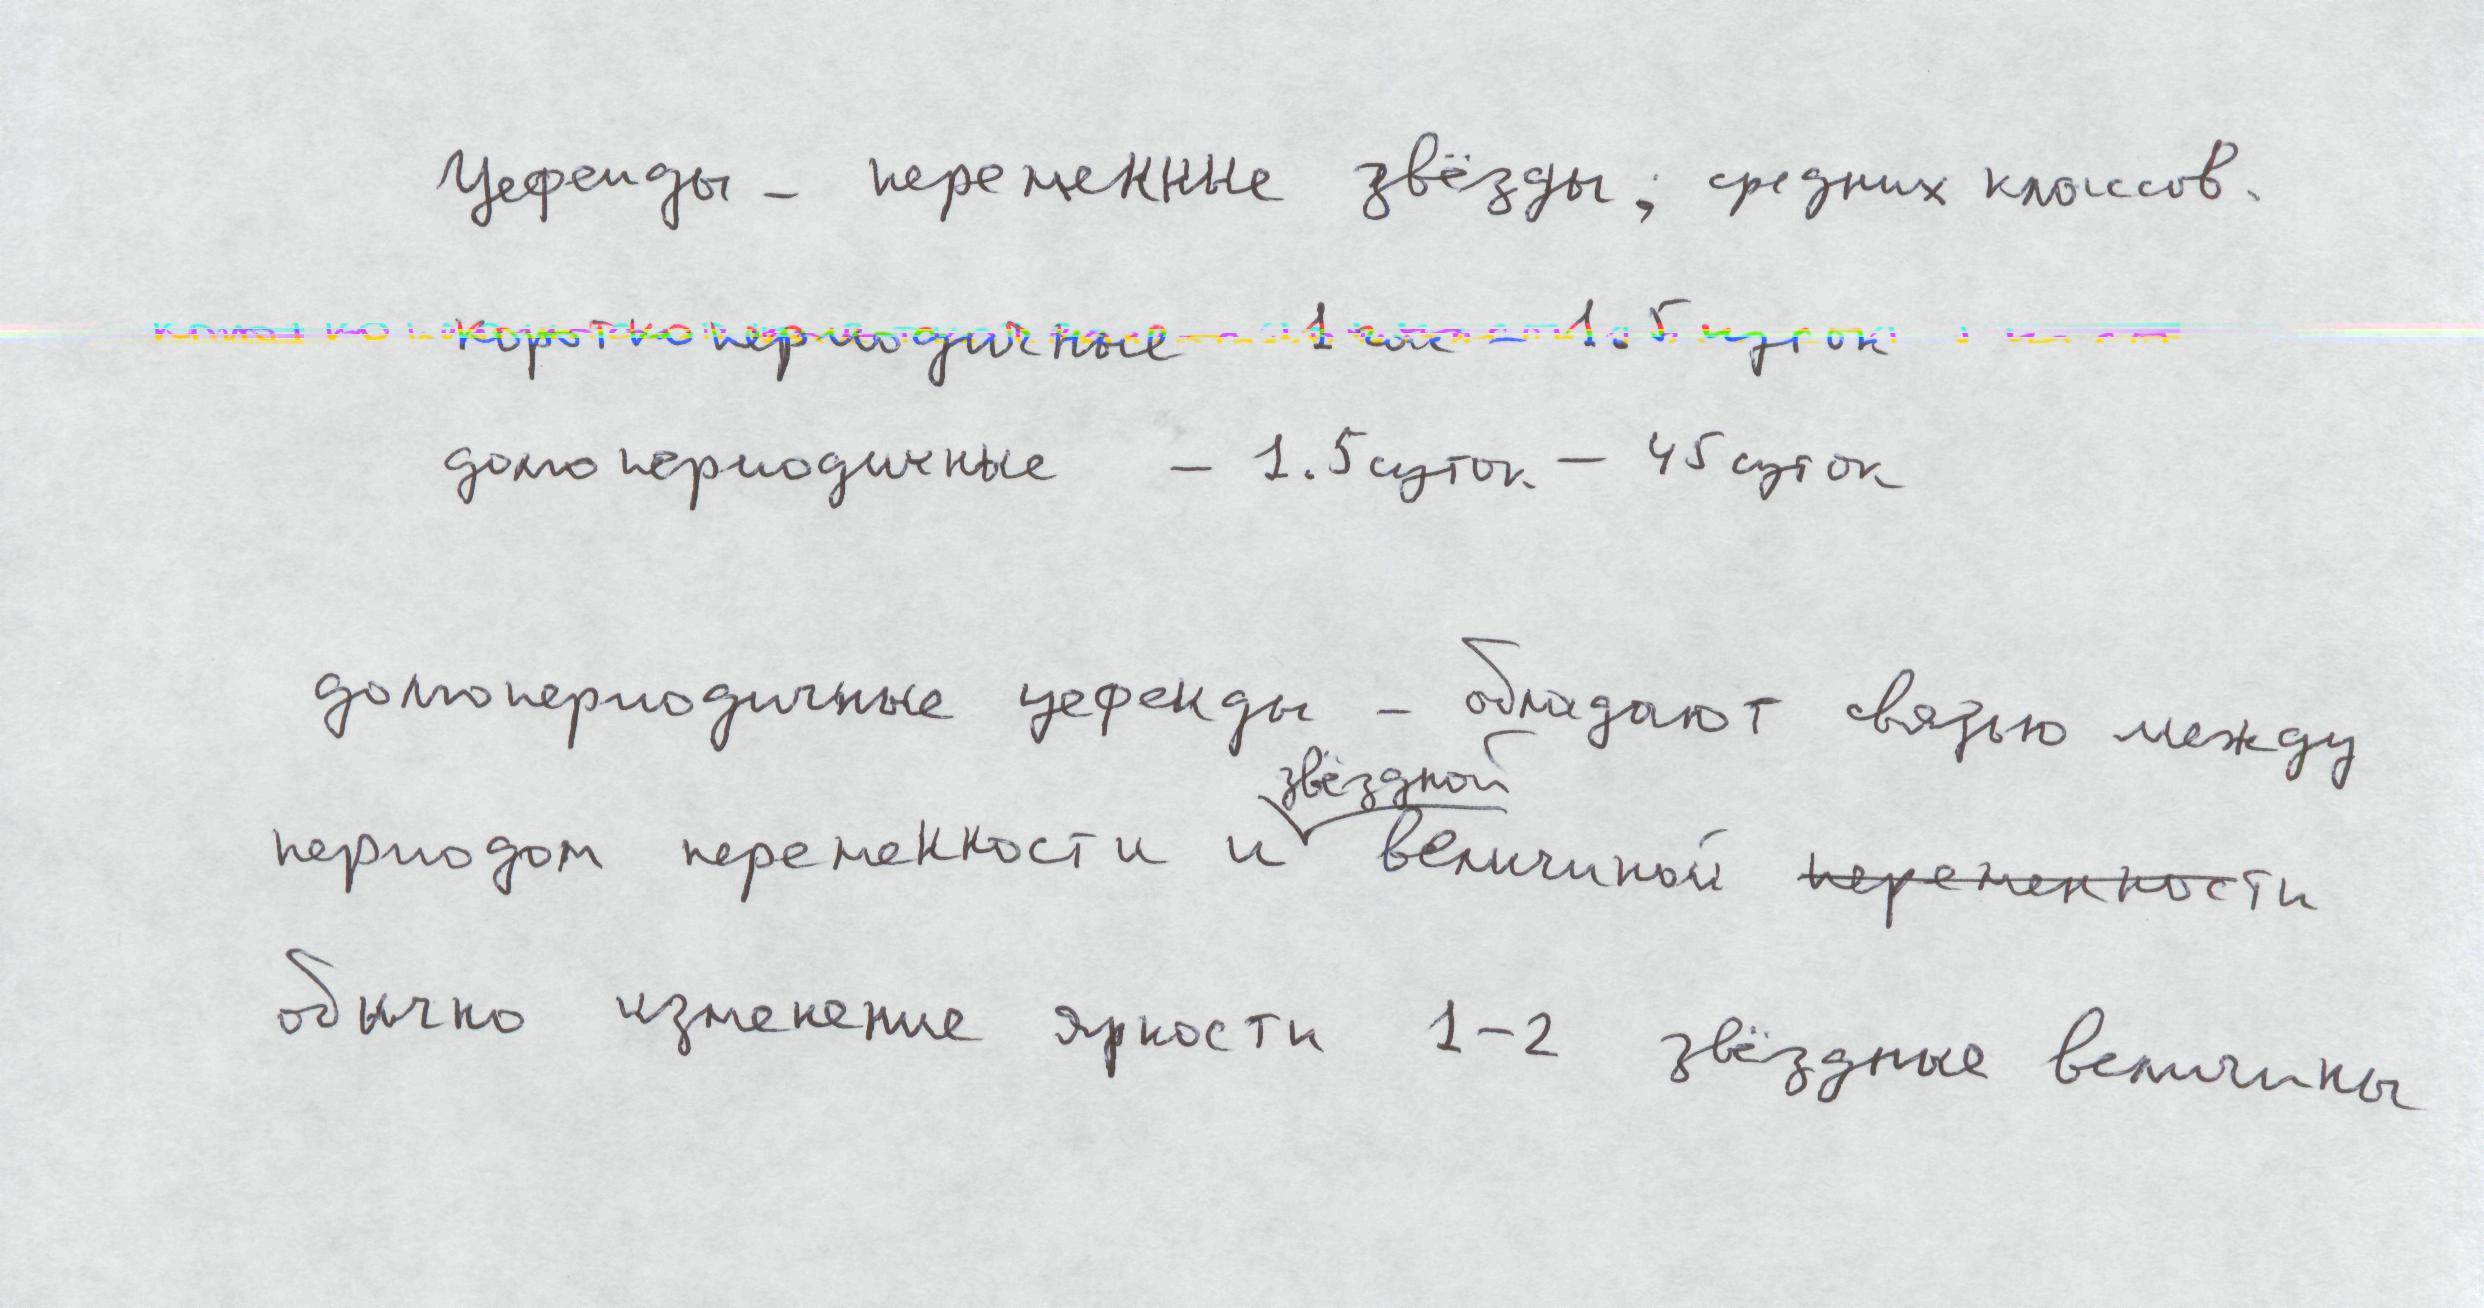 Цефеиды – переменные звёзды; средних классов.
короткопериодичные – 1 час – 1.5 суток
долгопериодичные – 1.5 суток – 45 суток
долгопериодичные цефеиды – обладают связью между
звёздной
периодом переменности и величиной переменности
обычно изменение яркости 1–2 звёздные величины